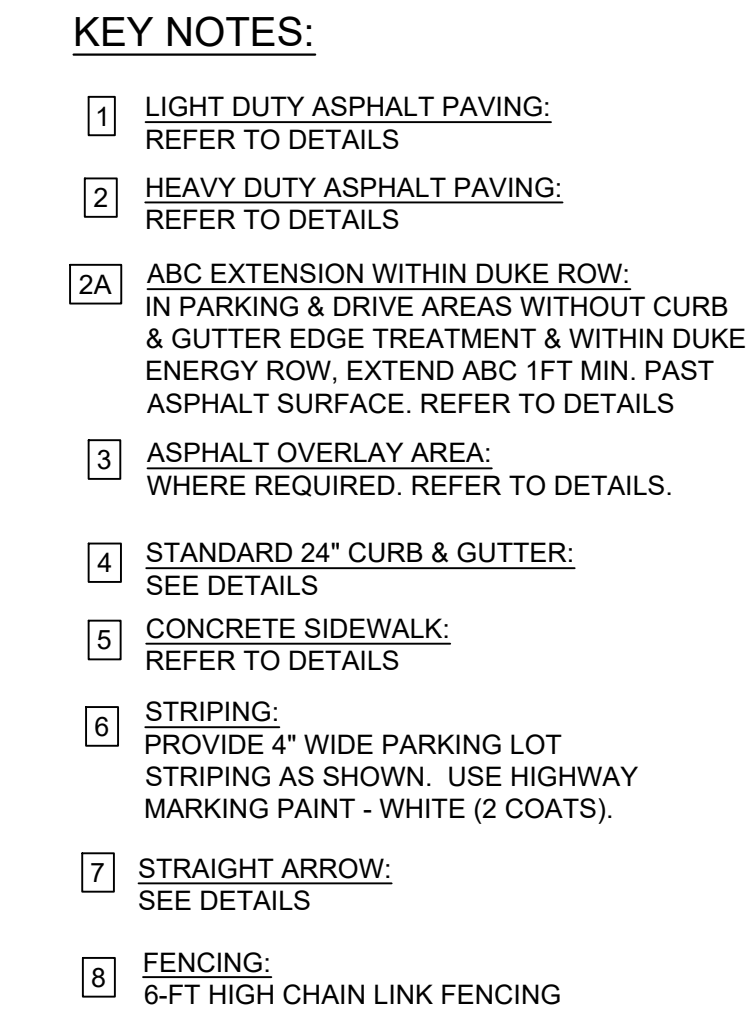 KEY NOTES:
1 LIGHT DUTY ASPHALT PAVING:
REFER TO DETAILS
2 HEAVY DUTY ASPHALT PAVING:
REFER TO DETAILS
2A ABC EXTENSION WITHIN DUKE ROW:
IN PARKING & DRIVE AREAS WITHOUT CURB
& GUTTER EDGE TREATMENT & WITHIN DUKE
ENERGY ROW, EXTEND ABC 1FT MIN. PAST
ASPHALT SURFACE. REFER TO DETAILS
3 ASPHALT OVERLAY AREA:
WHERE REQUIRED. REFER TO DETAILS.
4 STANDARD 24" CURB & GUTTER:
SEE DETAILS
5 CONCRETE SIDEWALK:
REFER TO DETAILS
6 STRIPING:
PROVIDE 4" WIDE PARKING LOT
STRIPING AS SHOWN.  USE HIGHWAY
MARKING PAINT - WHITE (2 COATS).
7 STRAIGHT ARROW:
SEE DETAILS
8 FENCING:
6-FT HIGH CHAIN LINK FENCING